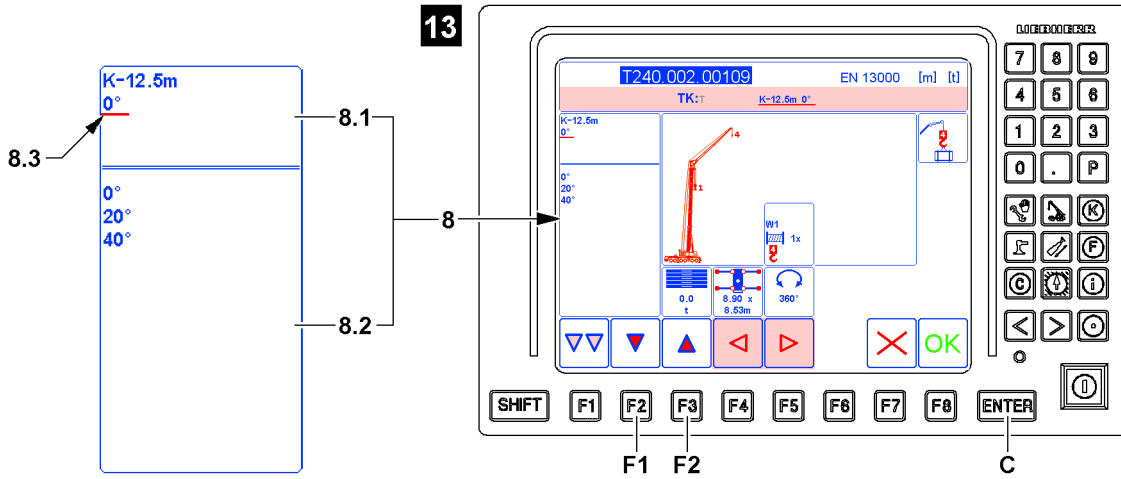 13
K-12.5m
0°
8.3
8.1
0°
20°
40°
8
8.2
LIEBHERR
T240.002.00109
EN 13000 [m] [t]
TK:T K-12.5m 0°
K-12.5m
0°
0°
20°
40°
4
1
4
W1
1x
0.0
t
8.90 x
8.53m
360°
OK
7 8 9
4 5 6
1 2 3
0 . P
K
F
C i
SHIFT F1 F2 F3 F4 F5 F6 F7 F8 ENTER
F1 F2 C